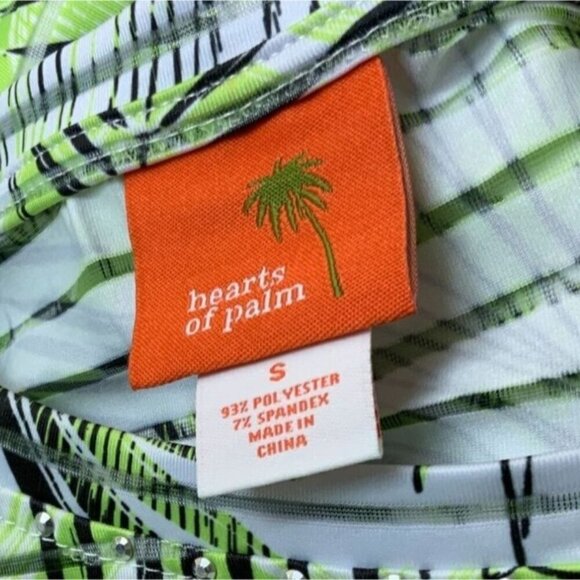 hearts
of palm
S
93% POLYESTER
7% SPANDEX
MADE IN
CHINA